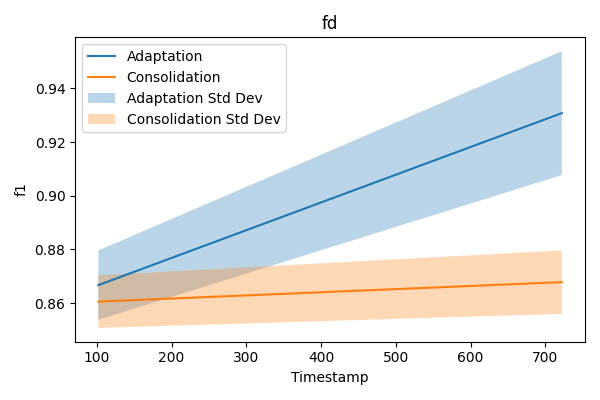 fd
Adaptation
Consolidation
Adaptation Std Dev
Consolidation Std Dev
f1
0.94
0.92
0.90
0.88
0.86
100 200 300 400 500 600 700
Timestamp